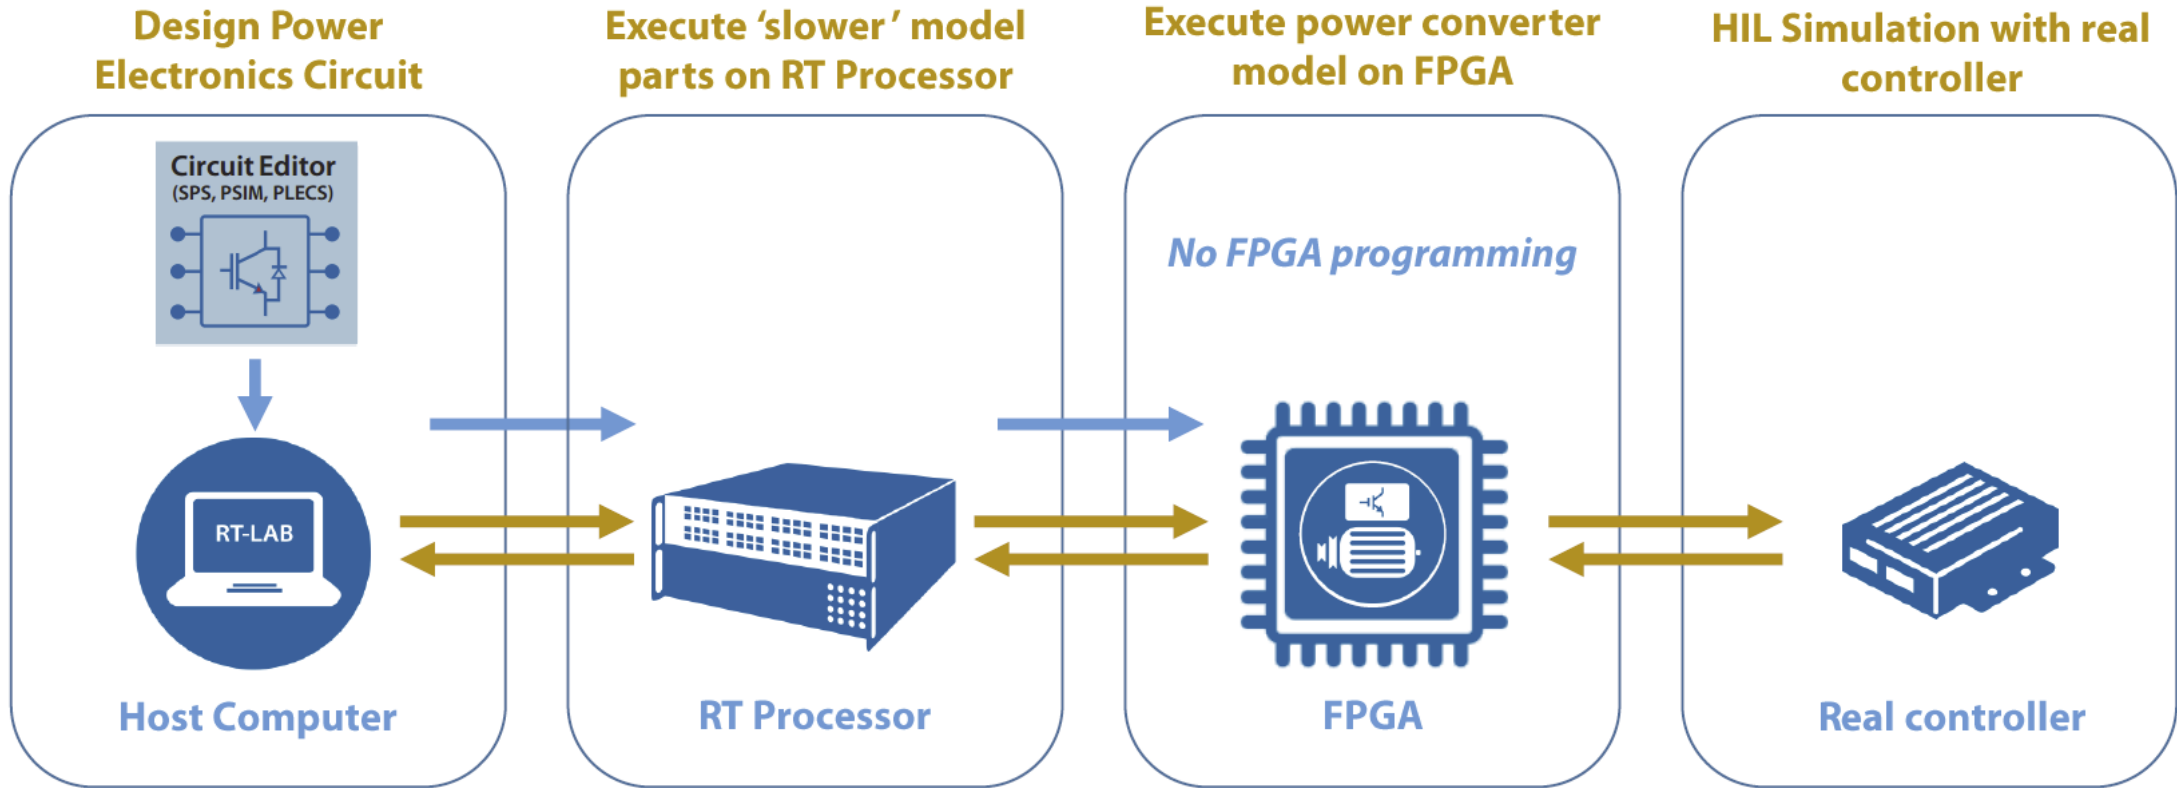 Design Power
Electronics Circuit
Execute ‘slower’ model
parts on RT Processor
Execute power converter
model on FPGA
HIL Simulation with real
controller
Circuit Editor
(SPS, PSIM, PLECS)
No FPGA programming
RT-LAB
Host Computer
RT Processor
FPGA
Real controller